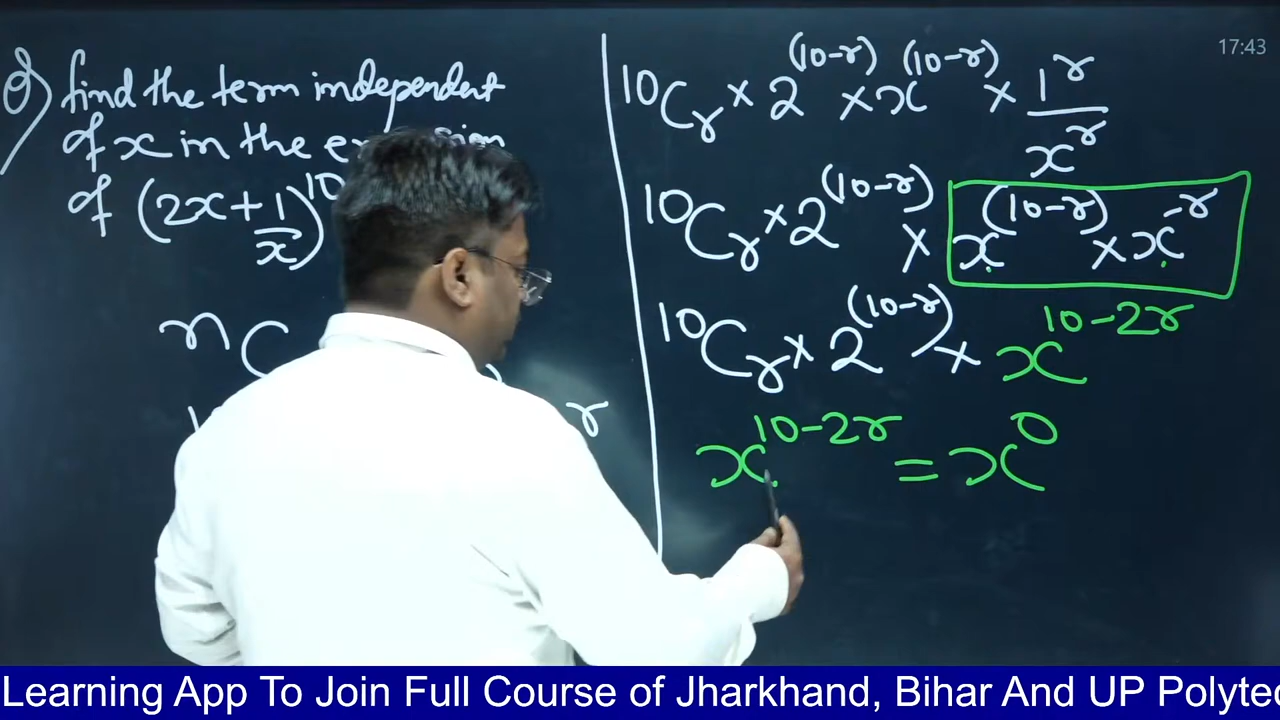 Q) find the term independent
of x in the
of (2x + 1/x)^10
nC
r
10Cr × 2^(10-r) × x^(10-r) × 1^r/x^r
10Cr × 2^(10-r) × x^(10-r) × x^-r
10Cr × 2^(10-r) × x^10-2r
x^10-2r = x^0
17:43
Learning App To Join Full Course of Jharkhand, Bihar And UP